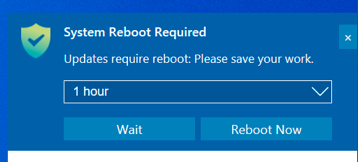 System Reboot Required
Updates require reboot: Please save your work.
1 hour
Wait
Reboot Now